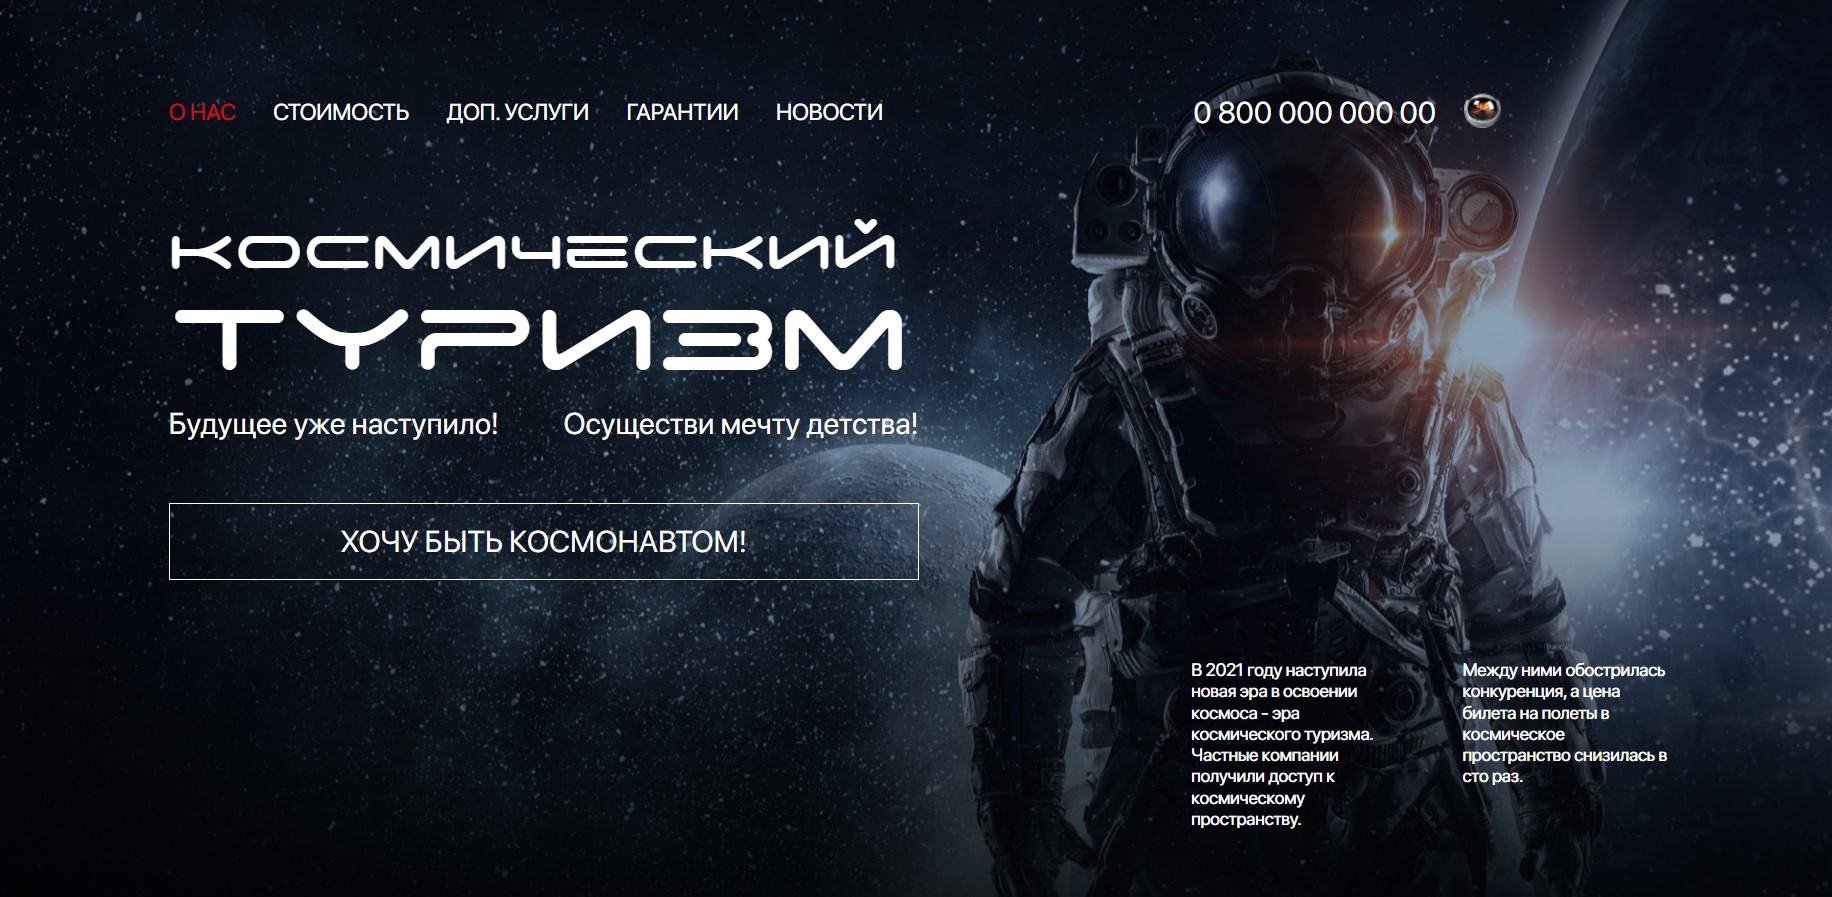 О НАС СТОИМОСТЬ ДОП. УСЛУГИ ГАРАНТИИ НОВОСТИ 0 800 000 000 00
КОСМИЧЕСКИЙ
ТУРИЗМ
Будущее уже наступило! Осуществи мечту детства!
ХОЧУ БЫТЬ КОСМОНАВТОМ!
В 2021 году наступила
новая эра в освоении
космоса - эра
космического туризма.
Частные компании
получили доступ к
космическому
пространству.
Между ними обострилась
конкуренция, а цена
билета на полеты в
космическое
пространство снизилась в
сто раз.